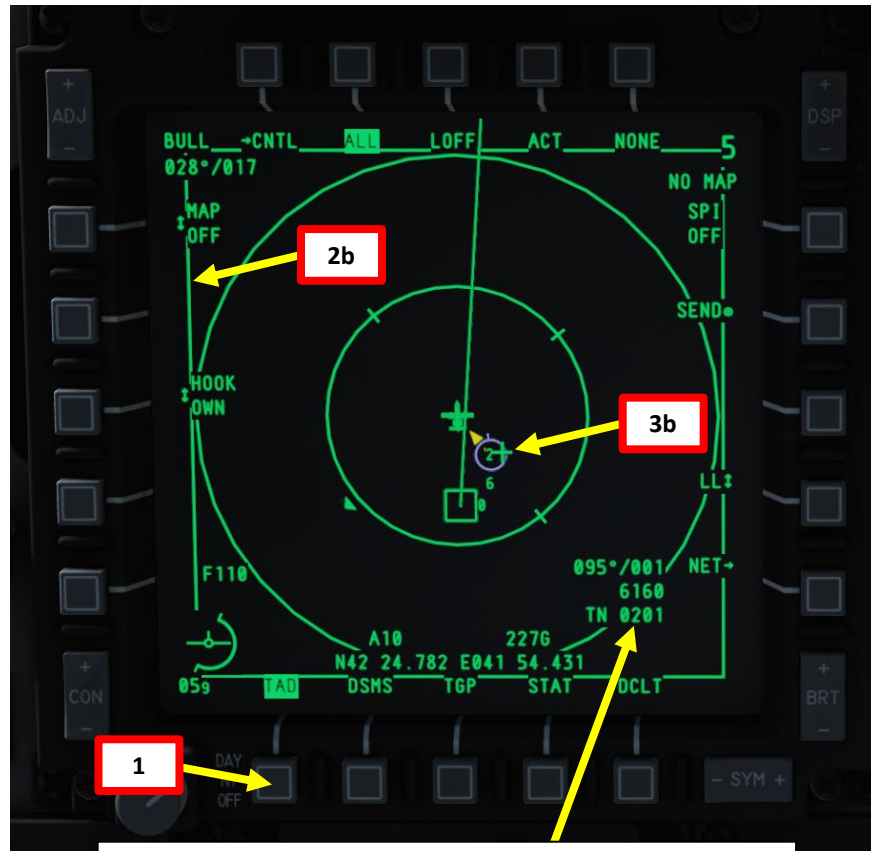 BULL →CNTL ALL LOFF ACT NONE 5
028°/017
NO MAP
ADJ
DSP
MAP
OFF
SPI
OFF
2b
SEND
HOOK
OWN
3b
2
6
LL
0
F110
095°/001
NET→
6160
TN 0201
A10 227G
N42 24.782 E041 54.431
CON
059 TAD DSMS TGP STAT DCLT
BRT
1
DAY
OFF
- SYM +